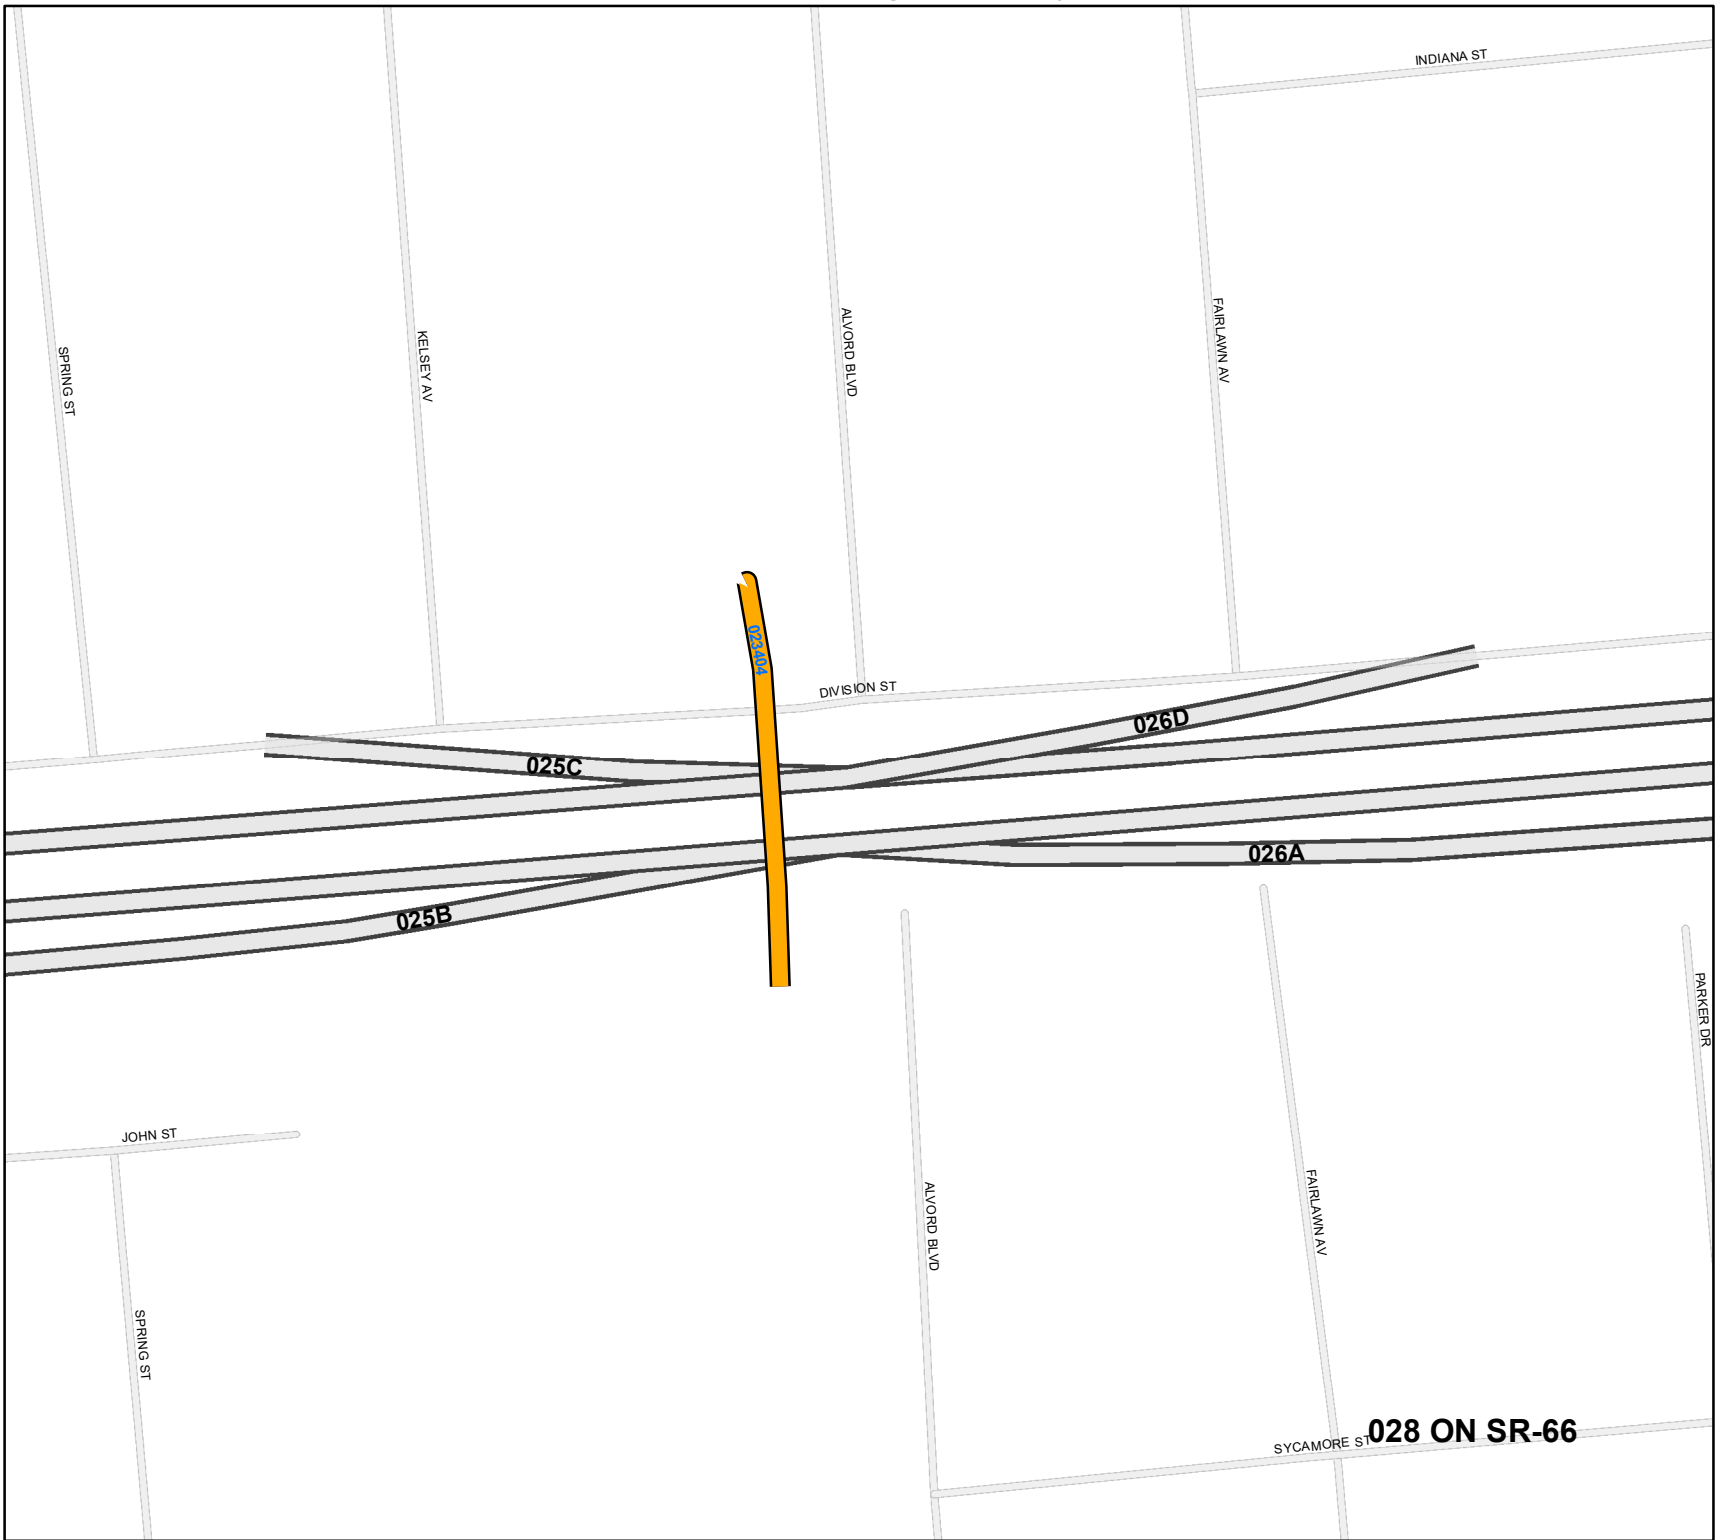 INDIANA ST
SPRING ST
KELSEY AV
ALVORD BLVD
FAIRLAWN AV
023404
DIVISION ST
026D
025C
026A
025B
PARKER DR
JOHN ST
ALVORD BLVD
FAIRLAWN AV
SPRING ST
028 ON SR-66
SYCAMORE ST